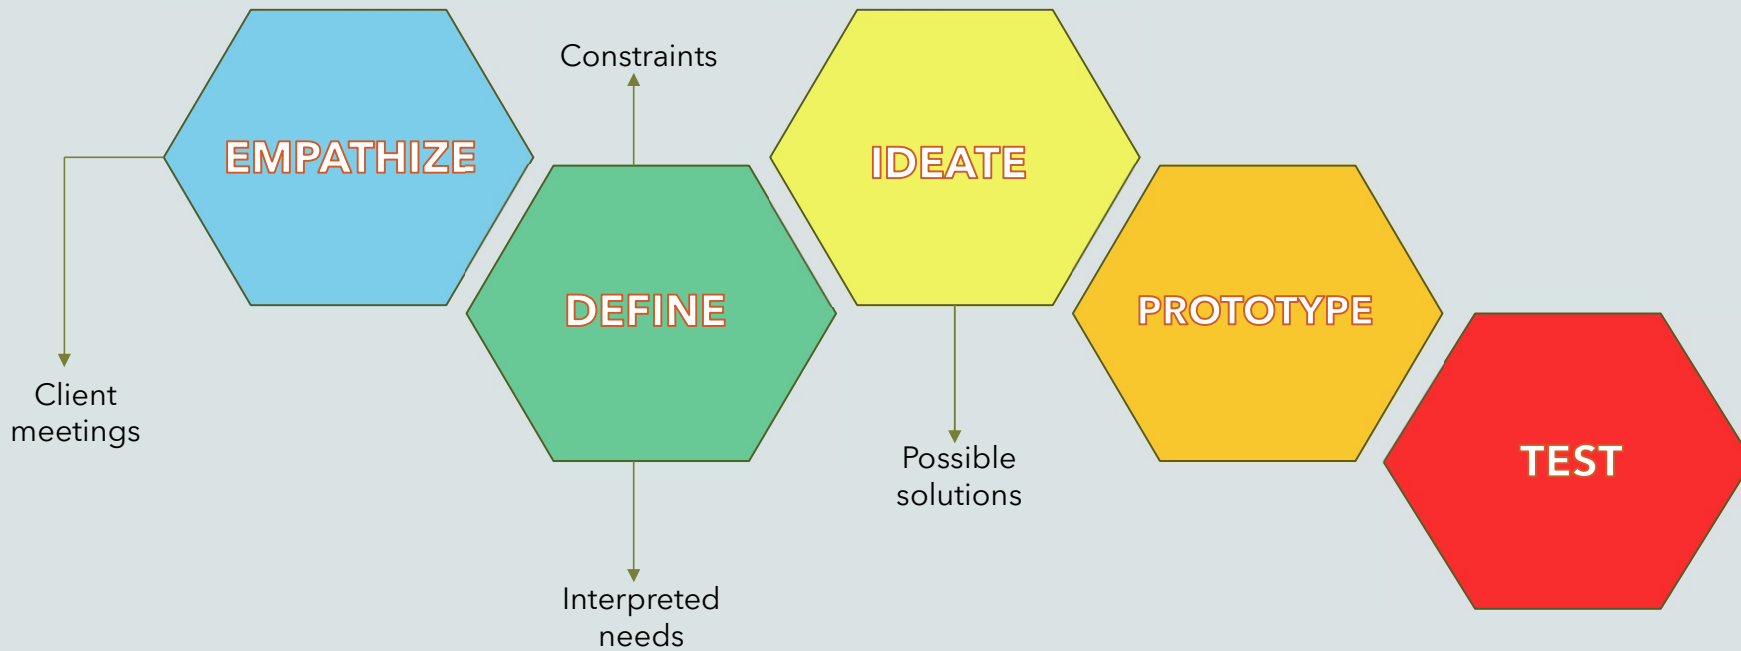 EMPATHIZE
Client
meetings
Constraints
DEFINE
Interpreted
needs
IDEATE
Possible
solutions
PROTOTYPE
TEST